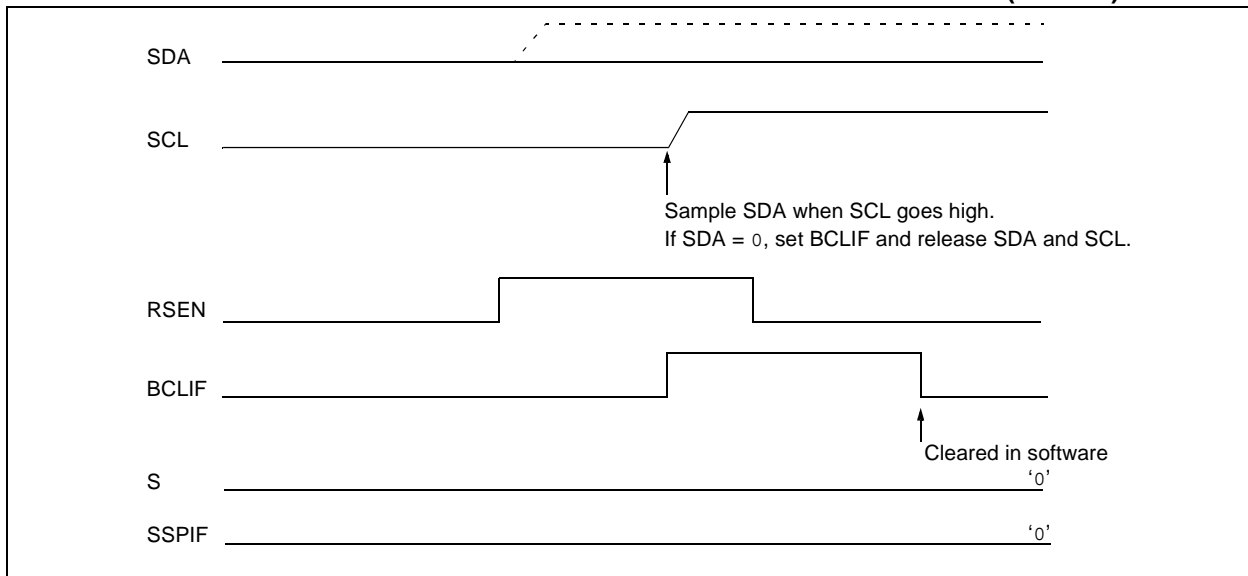 SDA
SCL
Sample SDA when SCL goes high.
If SDA = 0, set BCLIF and release SDA and SCL.
RSEN
BCLIF
Cleared in software
S
‘0’
SSPIF
‘0’